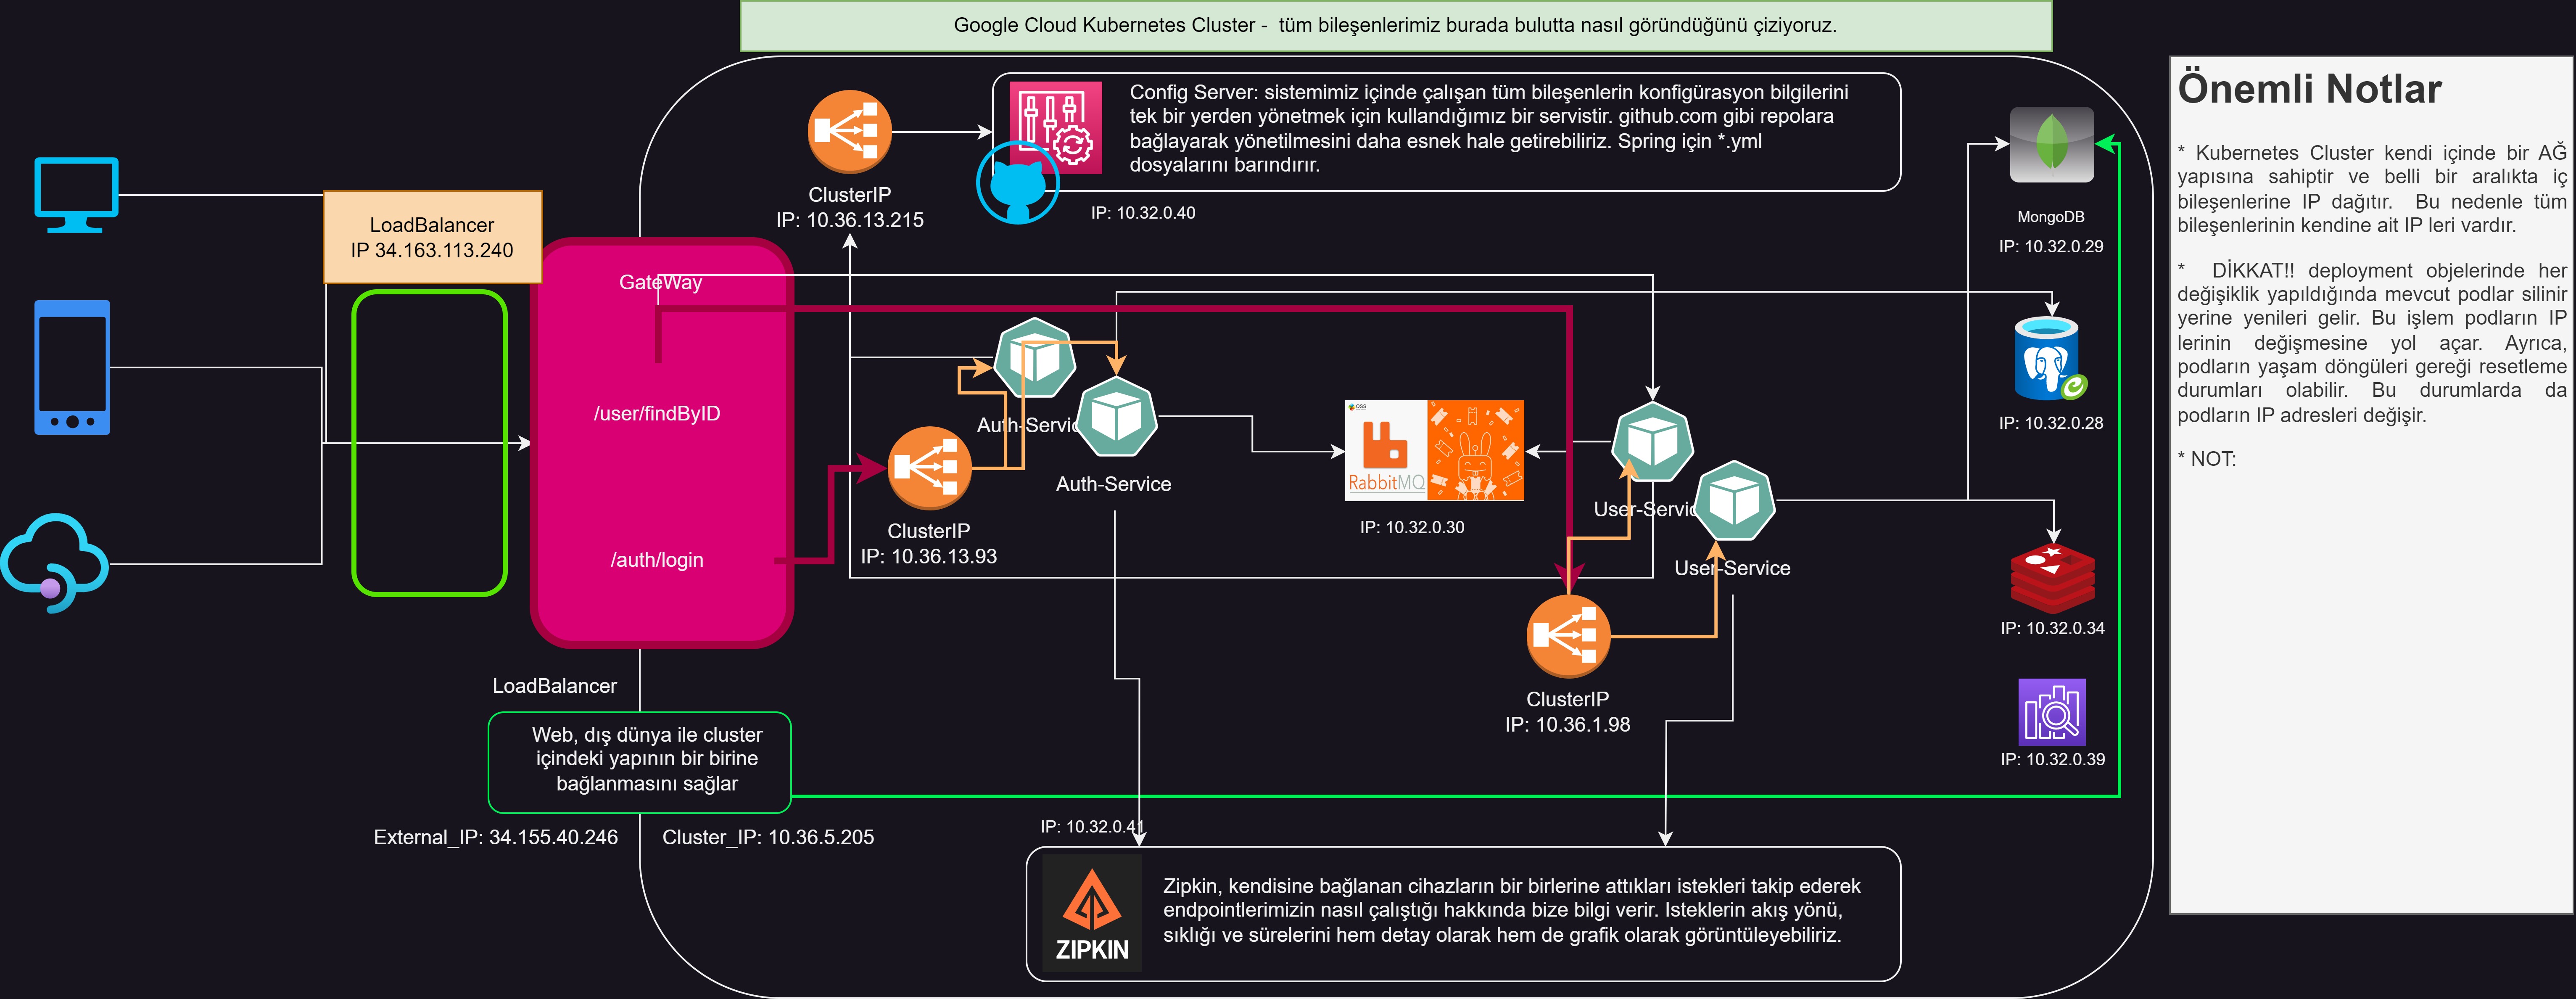 Google Cloud Kubernetes Cluster -  tüm bileşenlerimiz burada bulutta nasıl göründüğünü çiziyoruz.
Config Server: sistemimiz içinde çalışan tüm bileşenlerin konfigürasyon bilgilerini
tek bir yerden yönetmek için kullandığımız bir servistir. github.com gibi repolara
bağlayarak yönetilmesini daha esnek hale getirebiliriz. Spring için *.yml
dosyalarını barındırır.
IP: 10.32.0.40
ClusterIP
IP: 10.36.13.215
LoadBalancer
IP 34.163.113.240
GateWay
/user/findByID
/auth/login
Auth-Servic
Auth-Service
ClusterIP
IP: 10.36.13.93
RabbitMQ
IP: 10.32.0.30
User-Servic
User-Service
ClusterIP
IP: 10.36.1.98
MongoDB
IP: 10.32.0.29
IP: 10.32.0.28
IP: 10.32.0.34
IP: 10.32.0.39
LoadBalancer
Web, dış dünya ile cluster
içindeki yapının bir birine
bağlanmasını sağlar
External_IP: 34.155.40.246
Cluster_IP: 10.36.5.205
IP: 10.32.0.41
ZIPKIN
Zipkin, kendisine bağlanan cihazların bir birlerine attıkları istekleri takip ederek
endpointlerimizin nasıl çalıştığı hakkında bize bilgi verir. Isteklerin akış yönü,
sıklığı ve sürelerini hem detay olarak hem de grafik olarak görüntüleyebiliriz.
Önemli Notlar
* Kubernetes Cluster kendi içinde bir AĞ
yapısına sahiptir ve belli bir aralıkta iç
bileşenlerine IP dağıtır.  Bu nedenle tüm
bileşenlerinin kendine ait IP leri vardır.
*  DİKKAT!! deployment objelerinde her
değişiklik yapıldığında mevcut podlar silinir
yerine yenileri gelir. Bu işlem podların IP
lerinin değişmesine yol açar. Ayrıca,
podların yaşam döngüleri gereği resetleme
durumları olabilir. Bu durumlarda da
podların IP adresleri değişir.
* NOT: